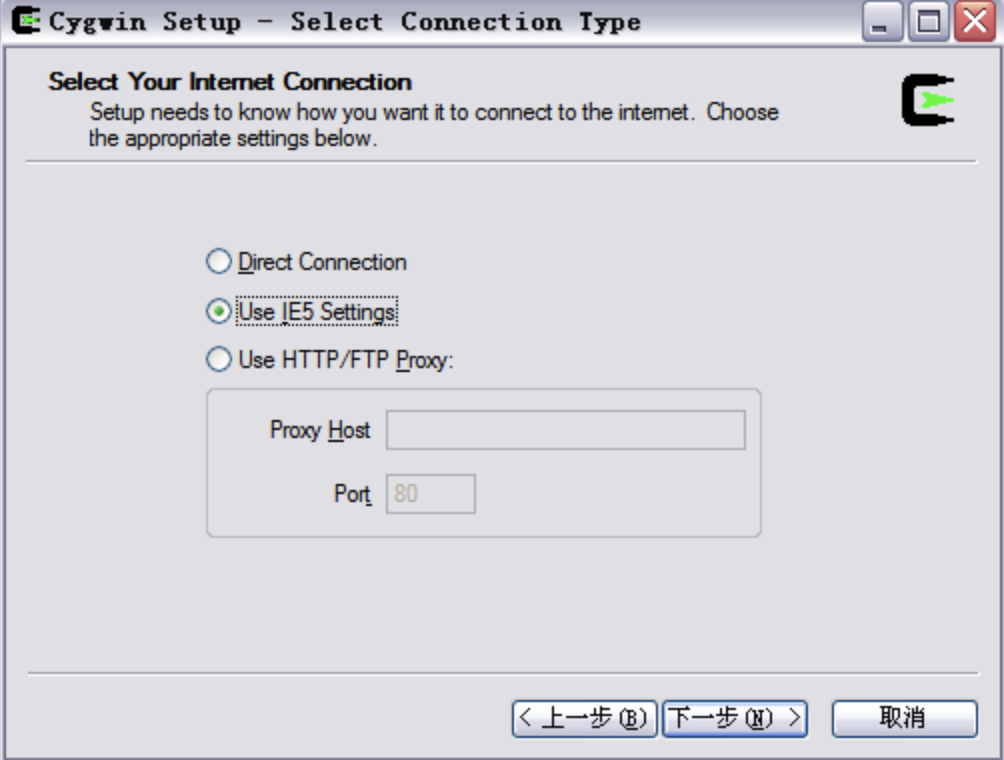 Cygwin Setup - Select Connection Type
Select Your Internet Connection
Setup needs to know how you want it to connect to the internet. Choose
the appropriate settings below.
Direct Connection
Use IE5 Settings
Use HTTP/FTP Proxy:
Proxy Host
Port 80
< 上一步(B) 下一步(N) > 取消